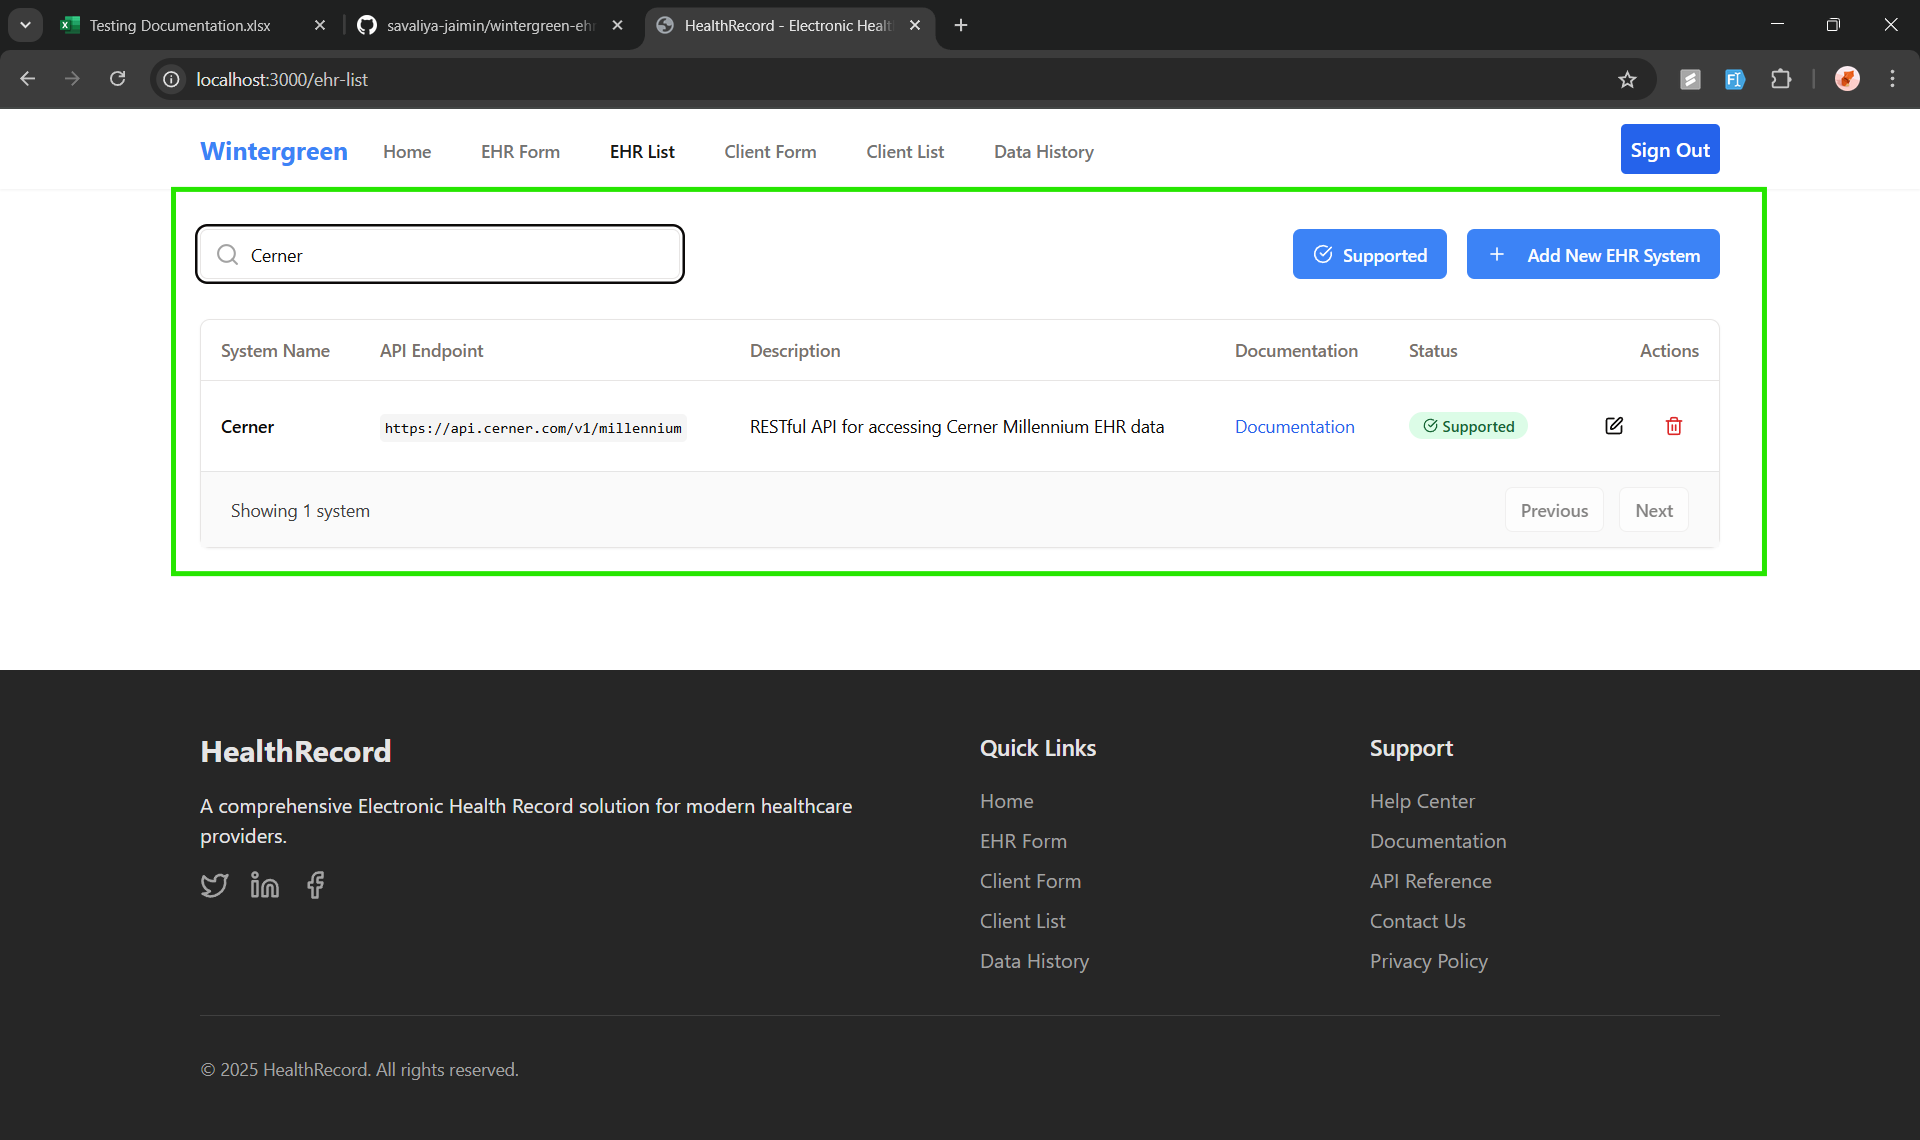 Testing Documentation.xlsx
savaliya-jaimin/wintergreen-ehr
HealthRecord - Electronic Healt
localhost:3000/ehr-list
Wintergreen Home EHR Form EHR List Client Form Client List Data History Sign Out
Cerner Supported + Add New EHR System
System Name API Endpoint Description Documentation Status Actions
Cerner https://api.cerner.com/v1/millennium RESTful API for accessing Cerner Millennium EHR data Documentation Supported
Showing 1 system Previous Next
HealthRecord
A comprehensive Electronic Health Record solution for modern healthcare
providers.
Quick Links
Home
EHR Form
Client Form
Client List
Data History
Support
Help Center
Documentation
API Reference
Contact Us
Privacy Policy
© 2025 HealthRecord. All rights reserved.